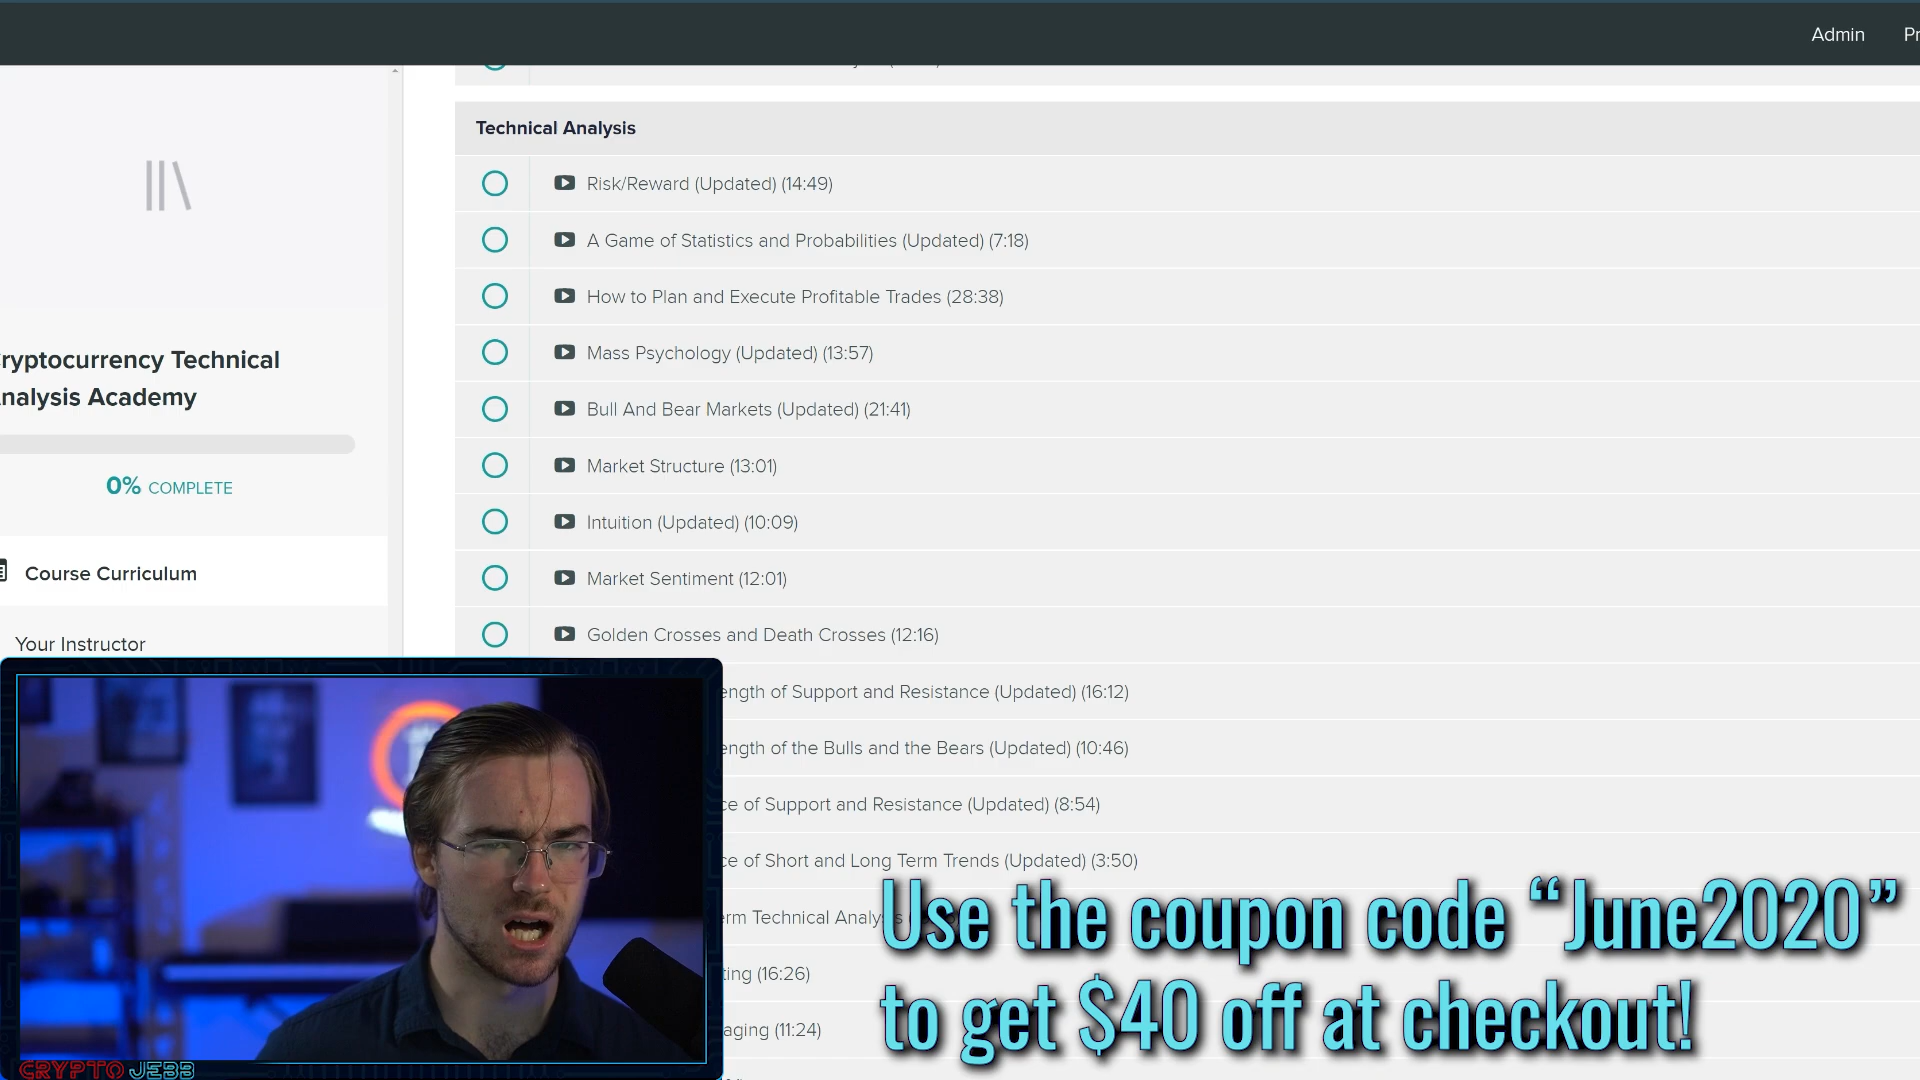 Admin
Technical Analysis
Risk/Reward (Updated) (14:49)
A Game of Statistics and Probabilities (Updated) (7:18)
How to Plan and Execute Profitable Trades (28:38)
Mass Psychology (Updated) (13:57)
Bull And Bear Markets (Updated) (21:41)
Market Structure (13:01)
Intuition (Updated) (10:09)
Market Sentiment (12:01)
Golden Crosses and Death Crosses (12:16)
ength of Support and Resistance (Updated) (16:12)
ength of the Bulls and the Bears (Updated) (10:46)
ce of Support and Resistance (Updated) (8:54)
ce of Short and Long Term Trends (Updated) (3:50)
erm Technical Analysis
ting (16:26)
aging (11:24)
ryptocurrency Technical
nalysis Academy
0% COMPLETE
Course Curriculum
Your Instructor
Use the coupon code “June2020”
to get $40 off at checkout!
CRYPTO JEBB